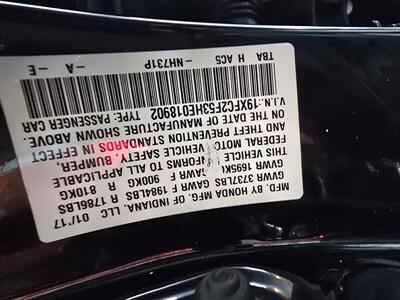 MFD. BY HONDA MFG. OF INDIANA, LLC 01/17
GVWR 3737LBS GAWR F 1984LBS R 1786LBS
GVWR 1695KG GAWR F 900KG R 810KG
THIS VEHICLE CONFORMS TO ALL APPLICABLE
FEDERAL MOTOR VEHICLE SAFETY, BUMPER,
AND THEFT PREVENTION STANDARDS IN EFFECT
ON THE DATE OF MANUFACTURE SHOWN ABOVE.
V.I.N.:19XFC2F53HE018902 TYPE: PASSENGER CAR
TBA H AC5 -NH731P -A -E